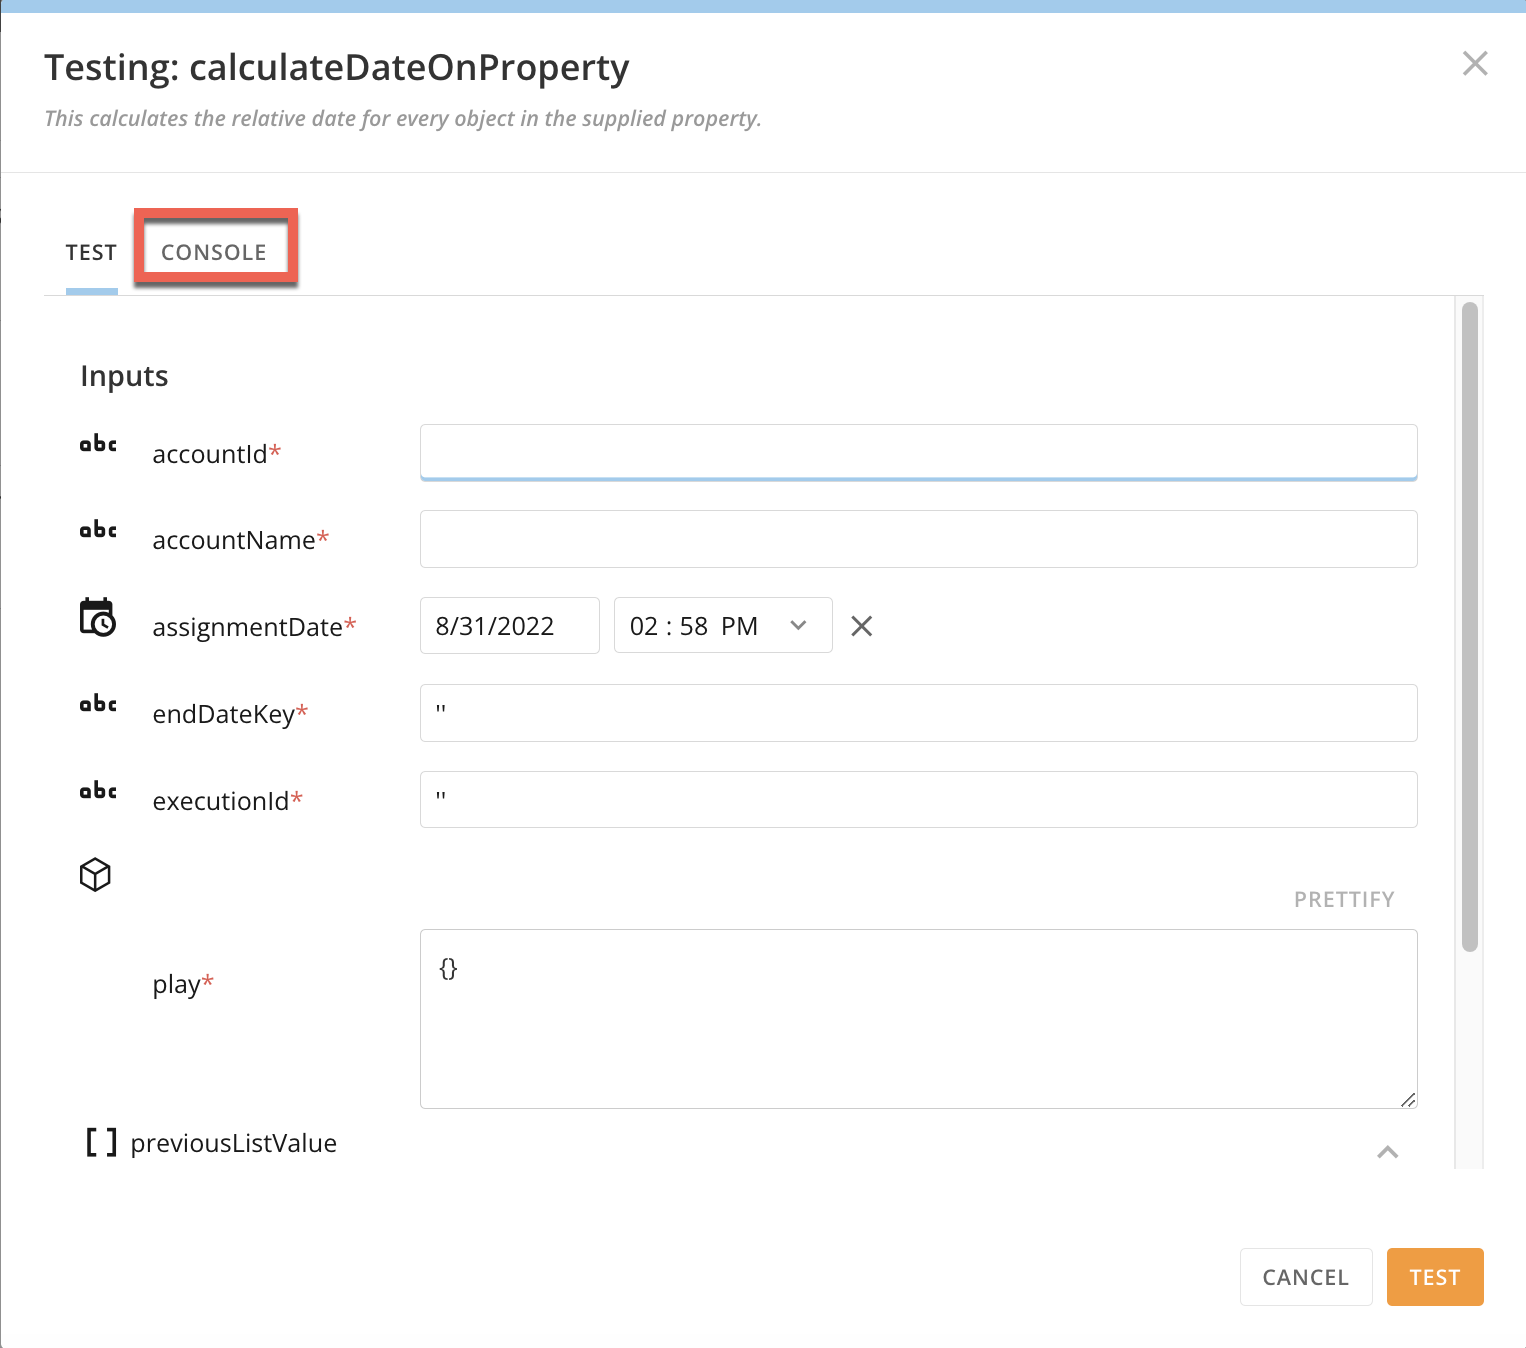 Testing: calculateDateOnProperty
This calculates the relative date for every object in the supplied property.
TEST CONSOLE
Inputs
abc accountId*
abc accountName*
assignmentDate* 8/31/2022 02 : 58 PM
abc endDateKey* ''
abc executionId* ''
PRETTIFY
play* {}
[ ] previousListValue
CANCEL TEST